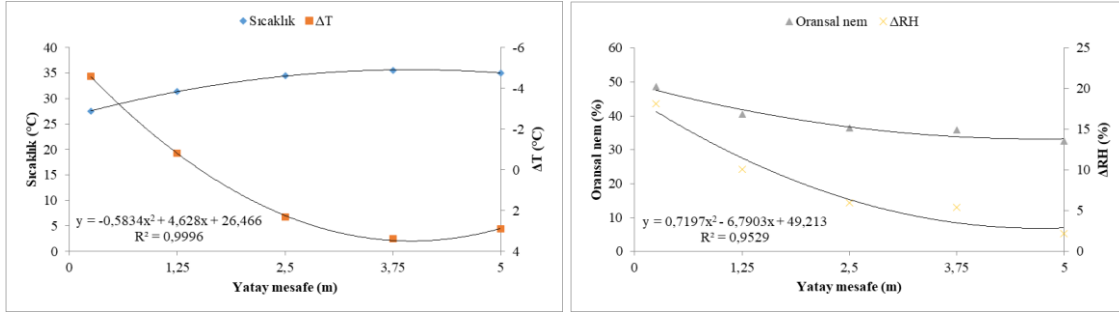 Sıcaklık ΔT
40
35
30
25
20
15
10
5
0
Sıcaklık (°C)
-6
-4
-2
0
2
4
ΔT (°C)
y = -0,5834x² + 4,628x + 26,466
R² = 0,9996
0 1,25 2,5 3,75 5
Yatay mesafe (m)
Oransal nem ΔRH
60
50
40
30
20
10
0
Oransal nem (%)
25
20
15
10
5
0
ΔRH (%)
y = 0,7197x² - 6,7903x + 49,213
R² = 0,9529
0 1,25 2,5 3,75 5
Yatay mesafe (m)